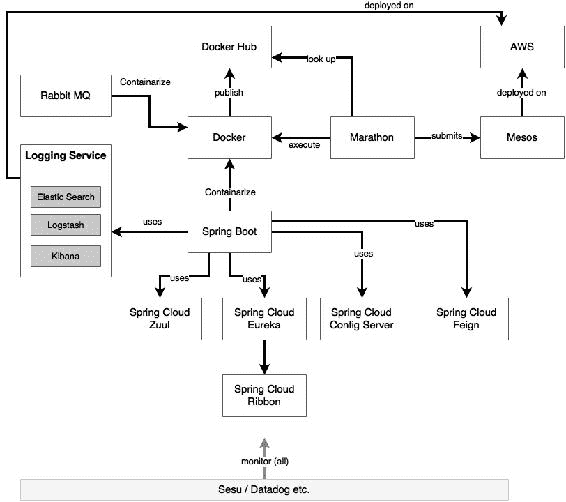 deployed on
Docker Hub
look up
AWS
Rabbit MQ
Containarize
publish
deployed on
Docker
execute
Marathon
submits
Mesos
Logging Service
Elastic Search
Logstash
Kibana
Containarize
uses
Spring Boot
uses
uses
uses
uses
Spring Cloud
Zuul
Spring Cloud
Eureka
Spring Cloud
Config Server
Spring Cloud
Feign
Spring Cloud
Ribbon
monitor (all)
Sesu / Datadog etc.